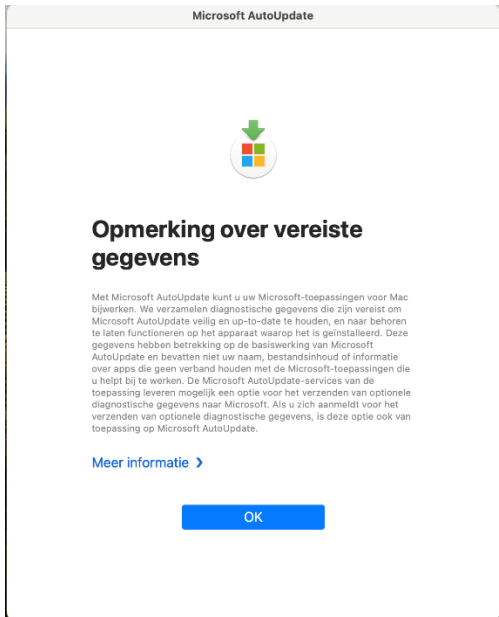 Microsoft AutoUpdate
Opmerking over vereiste
gegevens
Met Microsoft AutoUpdate kunt u uw Microsoft-toepassingen voor Mac
bijwerken. We verzamelen diagnostische gegevens die zijn vereist om
Microsoft AutoUpdate veilig en up-to-date te houden, en naar behoren
te laten functioneren op het apparaat waarop het is geïnstalleerd. Deze
gegevens hebben betrekking op de basiswerking van Microsoft
AutoUpdate en bevatten niet uw naam, bestandsinhoud of informatie
over apps die geen verband houden met de Microsoft-toepassingen die
u helpt bij te werken. De Microsoft AutoUpdate-services van de
toepassing leveren mogelijk een optie voor het verzenden van optionele
diagnostische gegevens naar Microsoft. Als u zich aanmeldt voor het
verzenden van optionele diagnostische gegevens, is deze optie ook van
toepassing op Microsoft AutoUpdate.
Meer informatie
OK